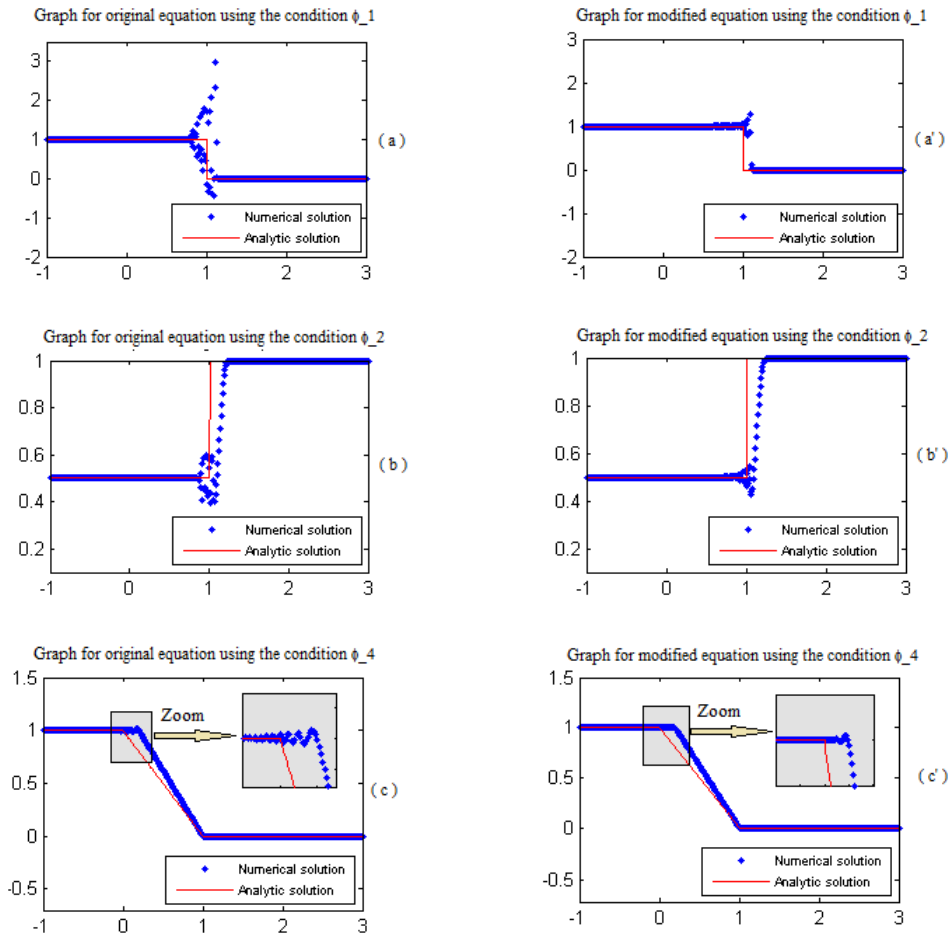 Graph for original equation using the condition ϕ_1
3
2
1
0
-1
-2
-1 0 1 2 3
Numerical solution
Analytic solution
( a )
Graph for modified equation using the condition ϕ_1
3
2
1
0
-1
-2
-1 0 1 2 3
Numerical solution
Analytic solution
( a' )
Graph for original equation using the condition ϕ_2
1
0.8
0.6
0.4
0.2
-1 0 1 2 3
Numerical solution
Analytic solution
( b )
Graph for modified equation using the condition ϕ_2
1
0.8
0.6
0.4
0.2
-1 0 1 2 3
Numerical solution
Analytic solution
( b' )
Graph for original equation using the condition ϕ_4
1.5
1
0.5
0
-0.5
-1 0 1 2 3
Zoom
Numerical solution
Analytic solution
( c )
Graph for modified equation using the condition ϕ_4
1.5
1
0.5
0
-0.5
-1 0 1 2 3
Zoom
Numerical solution
Analytic solution
( c' )